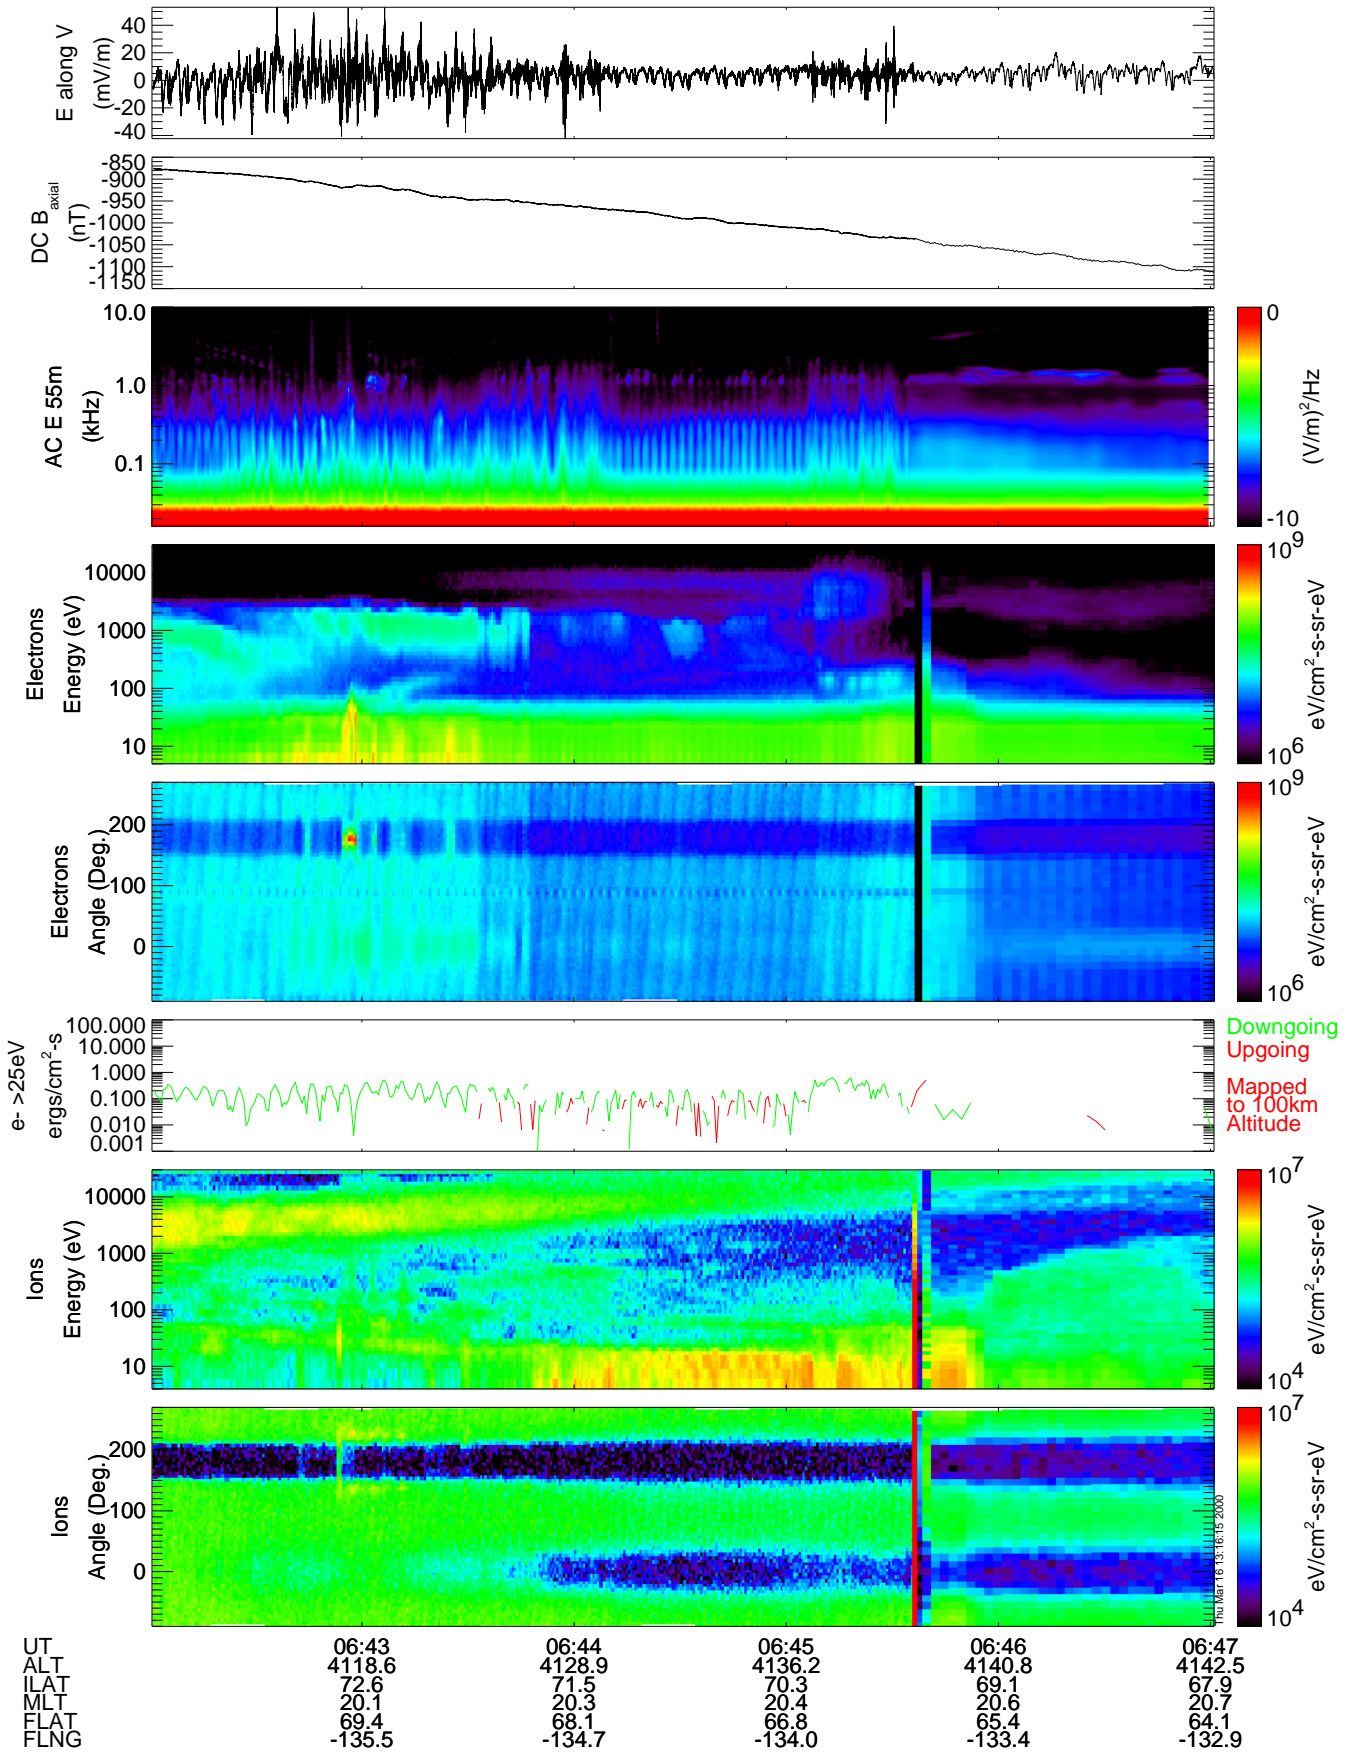 E along V
(mV/m)
40
20
0
-20
-40
DC B axial
(nT)
-850
-900
-950
-1000
-1050
-1100
-1150
AC E 55m
(kHz)
10.0
1.0
0.1
0
-10
(V/m)²/Hz
Electrons
Energy (eV)
10000
1000
100
10
10⁹
10⁶
eV/cm²-s-sr-eV
Electrons
Angle (Deg.)
200
100
0
10⁹
10⁶
eV/cm²-s-sr-eV
e- >25eV
ergs/cm²-s
100.000
10.000
1.000
0.100
0.010
0.001
Downgoing
Upgoing
Mapped
to 100km
Altitude
Ions
Energy (eV)
10000
1000
100
10
10⁷
10⁴
eV/cm²-s-sr-eV
Ions
Angle (Deg.)
200
100
0
10⁷
10⁴
eV/cm²-s-sr-eV
Thu Mar 16 13:16:15 2000
UT 06:43 06:44 06:45 06:46 06:47
ALT 4118.6 4128.9 4136.2 4140.8 4142.5
ILAT 72.6 71.5 70.3 69.1 67.9
MLT 20.1 20.3 20.4 20.6 20.7
FLAT 69.4 68.1 66.8 65.4 64.1
FLNG -135.5 -134.7 -134.0 -133.4 -132.9